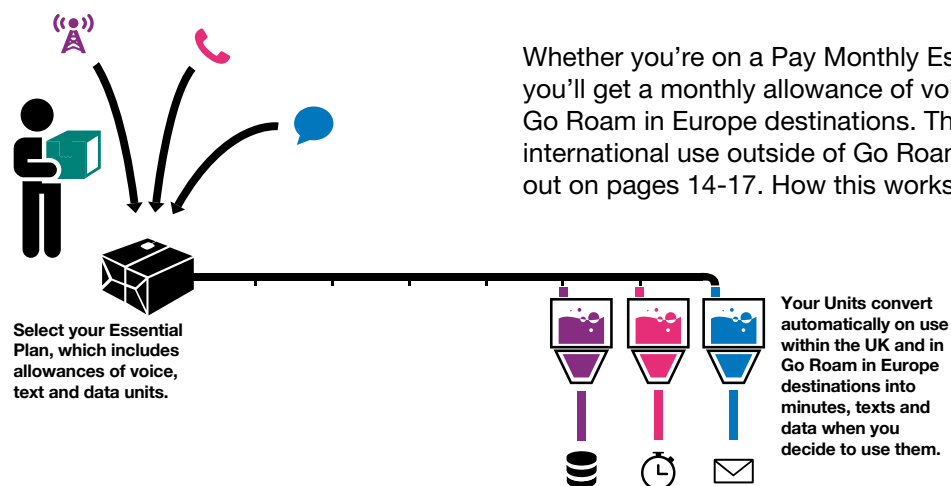 Whether you're on a Pay Monthly Es
you'll get a monthly allowance of voi
Go Roam in Europe destinations. Th
international use outside of Go Roar
out on pages 14-17. How this works
Select your Essential
Plan, which includes
allowances of voice,
text and data units.
Your Units convert
automatically on use
within the UK and in
Go Roam in Europe
destinations into
minutes, texts and
data when you
decide to use them.